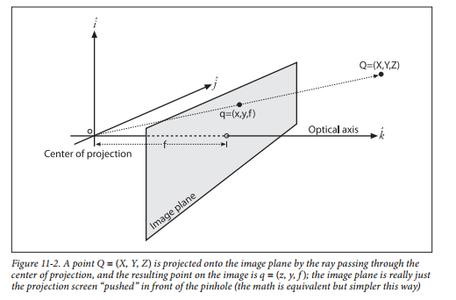 i
j
Q=(X,Y,Z)
q=(x,y,f)
o
Optical axis
k
Center of projection
f
Image plane
Figure 11-2. A point Q = (X, Y, Z) is projected onto the image plane by the ray passing through the
center of projection, and the resulting point on the image is q = (z, y, f); the image plane is really just
the projection screen “pushed” in front of the pinhole (the math is equivalent but simpler this way)